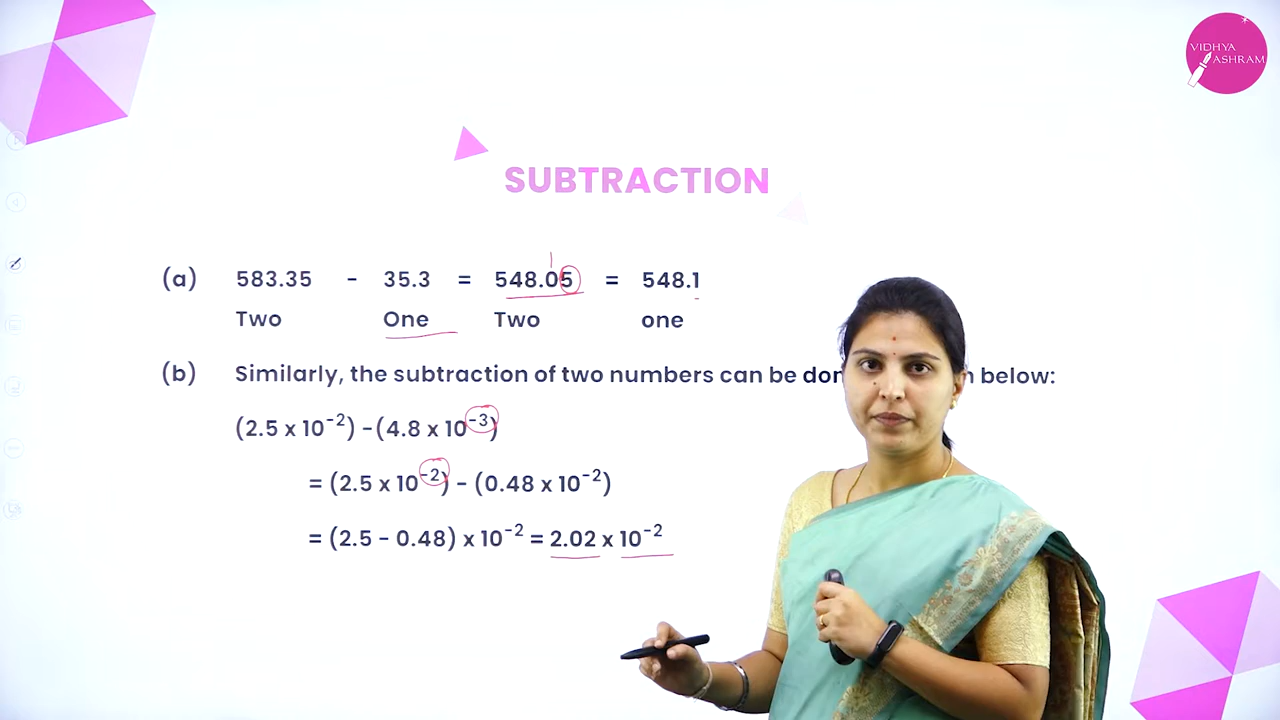 VIDHYA
ASHRAM
SUBTRACTION
(a) 583.35 - 35.3 = 548.05 = 548.1
Two One Two one
(b) Similarly, the subtraction of two numbers can be don n below:
(2.5 x 10⁻²) -(4.8 x 10⁻³)
= (2.5 x 10⁻²) - (0.48 x 10⁻²)
= (2.5 - 0.48) x 10⁻² = 2.02 x 10⁻²